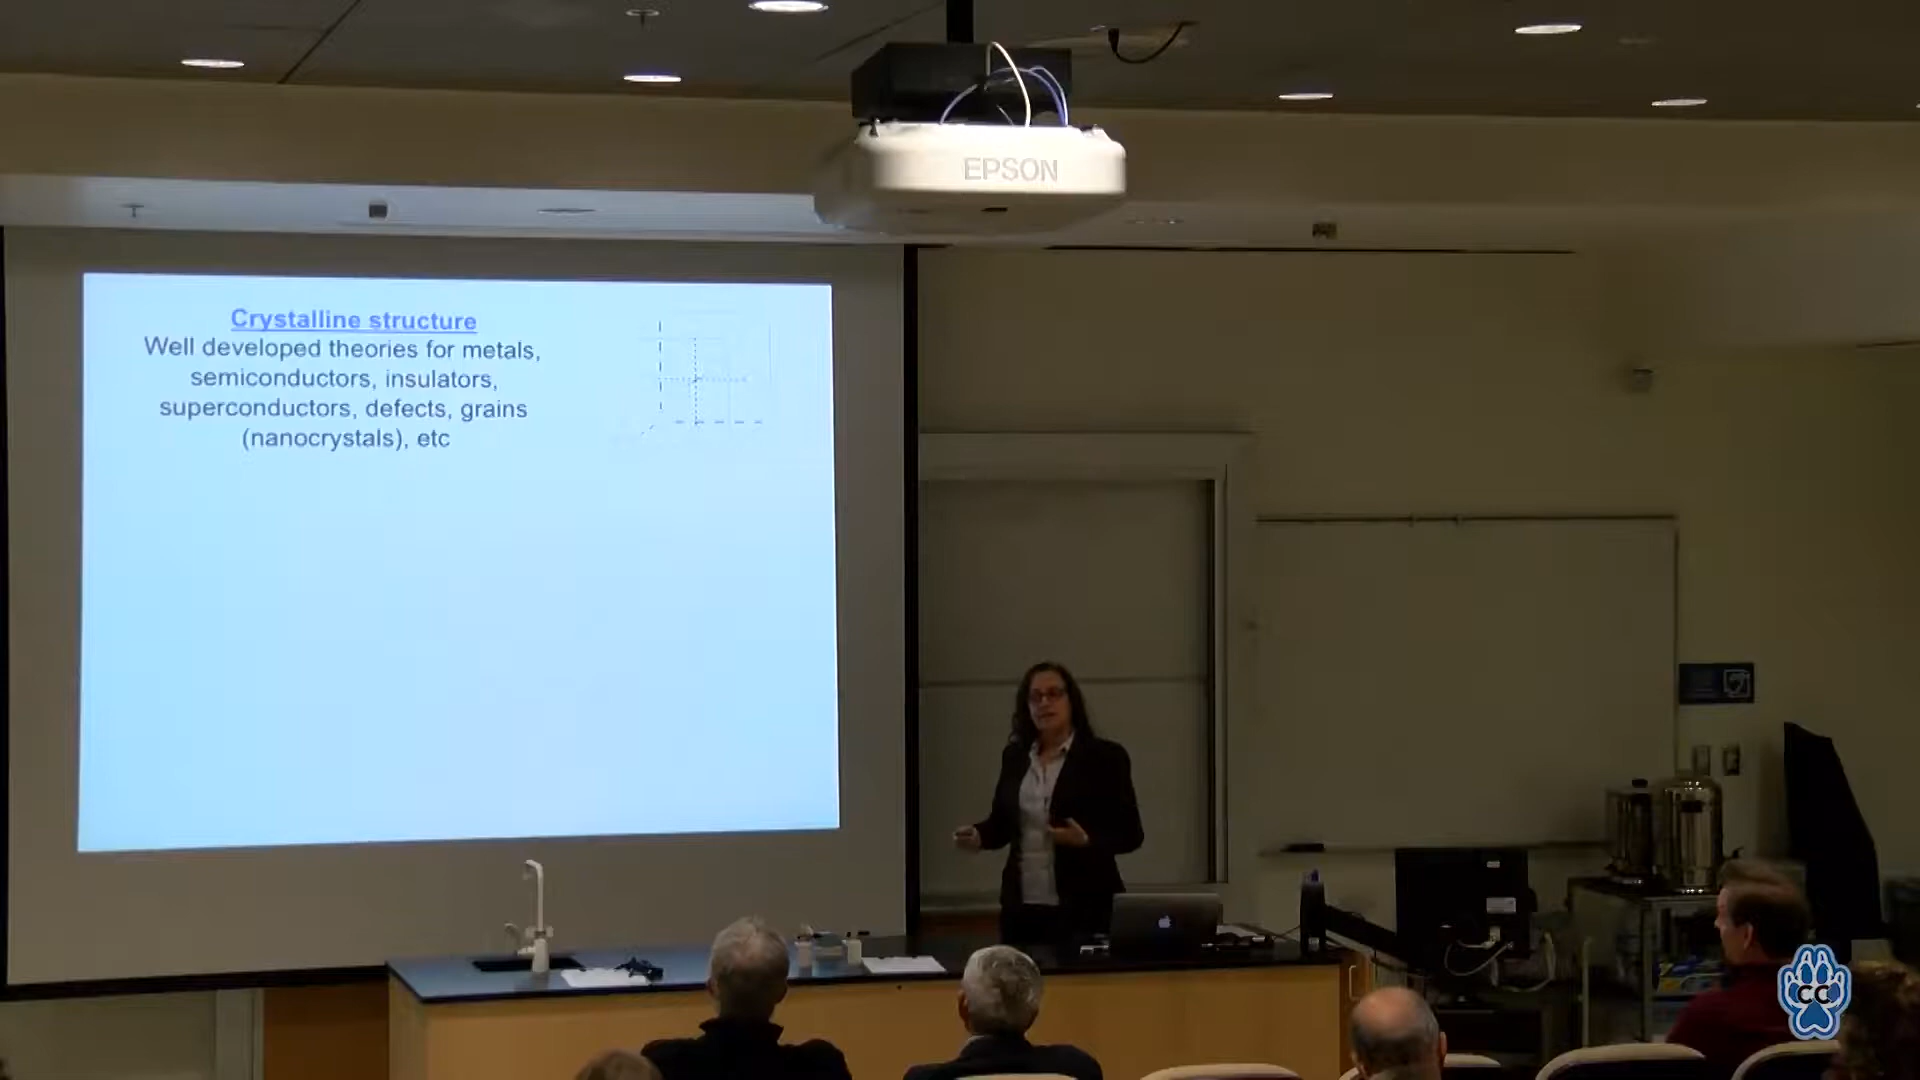 EPSON
Crystalline structure
Well developed theories for metals,
semiconductors, insulators,
superconductors, defects, grains
(nanocrystals), etc
CC